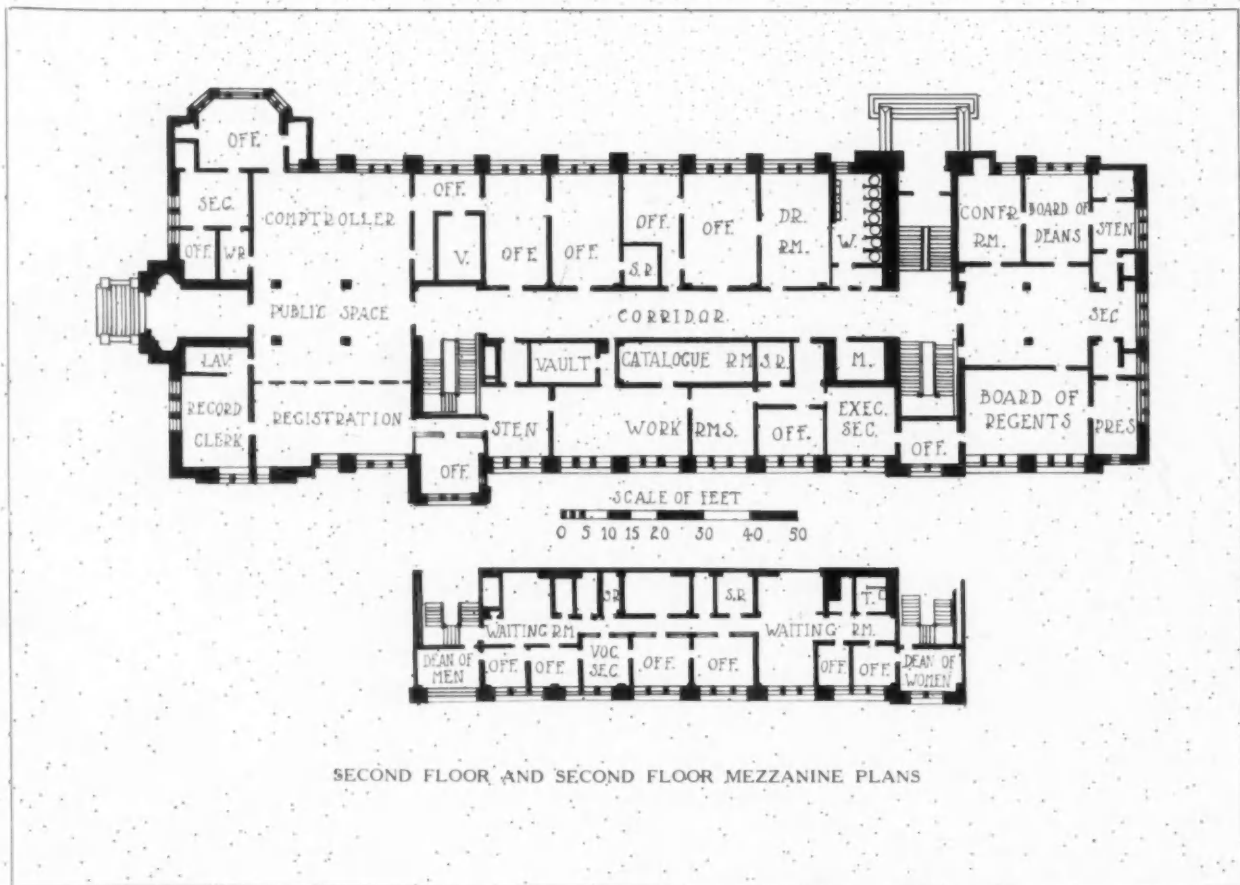 OFF.
SEC.
OFF.
W.R.
COMPTROLLER
PUBLIC SPACE
LAV.
RECORD
CLERK
REGISTRATION
OFF.
V.
OFF.
OFF.
OFF.
S.R.
OFF.
DR.
RM.
W.
CONFR
RM.
BOARD OF
DEANS
STEN
CORRIDOR
SEC
VAULT
CATALOGUE RM
S.R.
M.
STEN
WORK RMS.
OFF.
EXEC.
SEC.
OFF.
BOARD OF
REGENTS
PRES
OFF.
SCALE OF FEET
0 5 10 15 20 30 40 50
S.R.
T.
WAITING RM
WAITING RM.
DEAN OF
MEN
OFF.
OFF.
VOC.
SEC.
OFF.
OFF.
OFF.
OFF.
DEAN OF
WOMEN
SECOND FLOOR AND SECOND FLOOR MEZZANINE PLANS